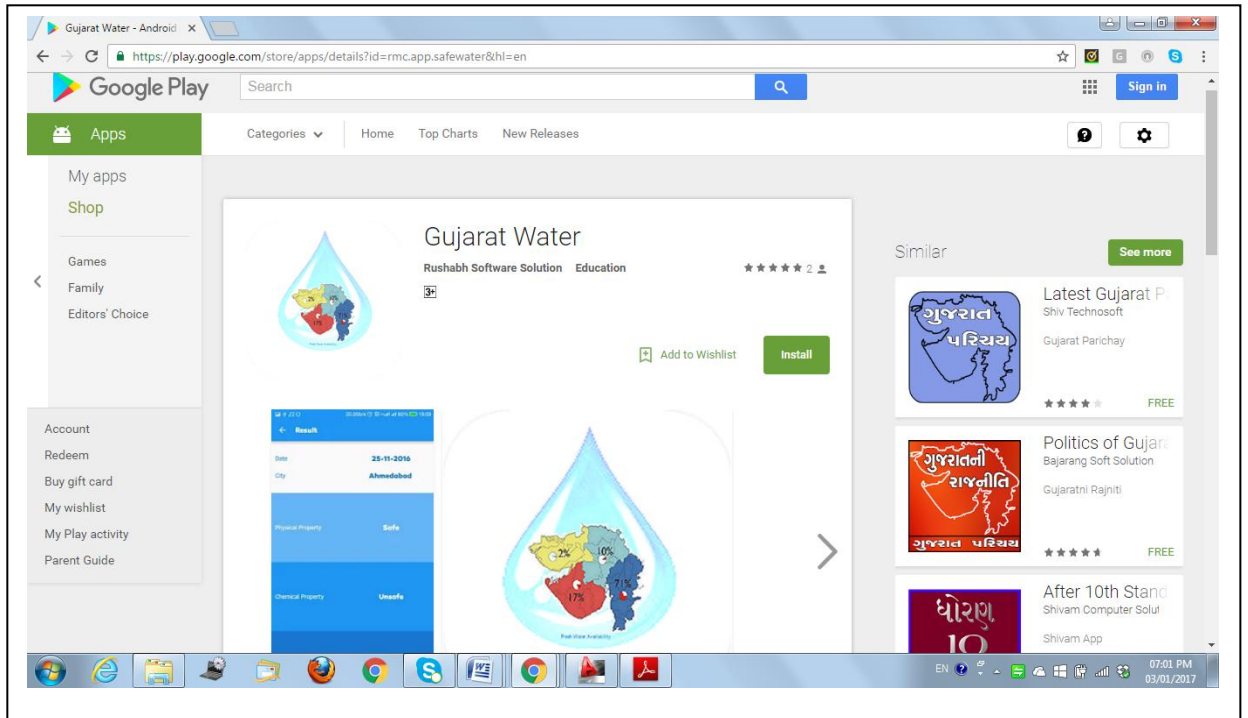 Gujarat Water - Android
https://play.google.com/store/apps/details?id=rmc.app.safewater&hl=en
Google Play
Search
Sign in
Apps
Categories
Home
Top Charts
New Releases
My apps
Shop
Games
Family
Editors' Choice
Account
Redeem
Buy gift card
My wishlist
My Play activity
Parent Guide
Gujarat Water
Rushabh Software Solution Education
2
3+
Add to Wishlist
Install
2%
10%
17%
71%
Result
Date 25-11-2016
City Ahmedabad
Physical Property Safe
Chemical Property Unsafe
2%
10%
71%
17%
Similar
See more
ગુજરાત
પરિચય
Latest Gujarat P
Shiv Technosoft
Gujarat Parichay
FREE
ગુજરાતની
રાજનીતિ
ગુજરાત પરિચય
Politics of Gujar
Bajarang Soft Solution
Gujaratni Rajniti
FREE
ધોરણ
10
After 10th Stand
Shivam Computer Solut
Shivam App
EN
07:01 PM
03/01/2017